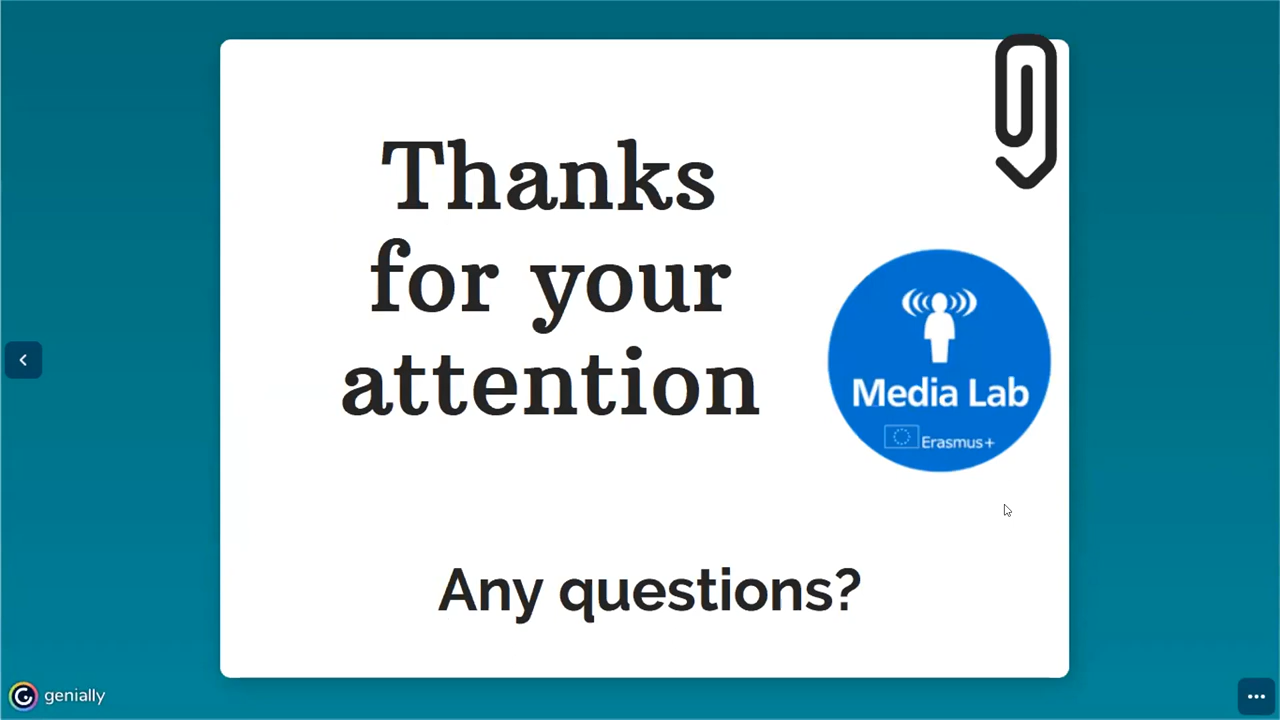 Thanks
for your
attention
Media Lab
Erasmus+
Any questions?
genially